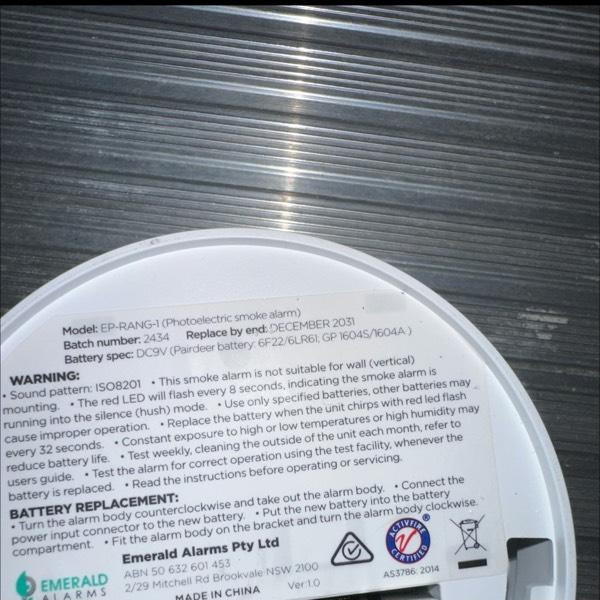 Model: EP-RANG-1 (Photoelectric smoke alarm)
Batch number: 2434 Replace by end: DECEMBER 2031
Battery spec: DC9V (Pairdeer battery: 6F22/6LR61; GP 1604S/1604A )
WARNING:
• Sound pattern: ISO8201 • This smoke alarm is not suitable for wall (vertical)
mounting. • The red LED will flash every 8 seconds, indicating the smoke alarm is
running into the silence (hush) mode. • Use only specified batteries, other batteries may
cause improper operation. • Replace the battery when the unit chirps with red led flash
every 32 seconds. • Constant exposure to high or low temperatures or high humidity may
reduce battery life. • Test weekly, cleaning the outside of the unit each month, refer to
users guide. • Test the alarm for correct operation using the test facility, whenever the
battery is replaced. • Read the instructions before operating or servicing.
BATTERY REPLACEMENT:
• Turn the alarm body counterclockwise and take out the alarm body. • Connect the
power input connector to the new battery. • Put the new battery into the battery
compartment. • Fit the alarm body on the bracket and turn the alarm body clockwise.
EMERALD
ALARMS
Emerald Alarms Pty Ltd
ABN 50 632 601 453
2/29 Mitchell Rd Brookvale NSW 2100
MADE IN CHINA Ver:1.0
ACTIVFIRE
CERTIFIED
®
AS3786: 2014